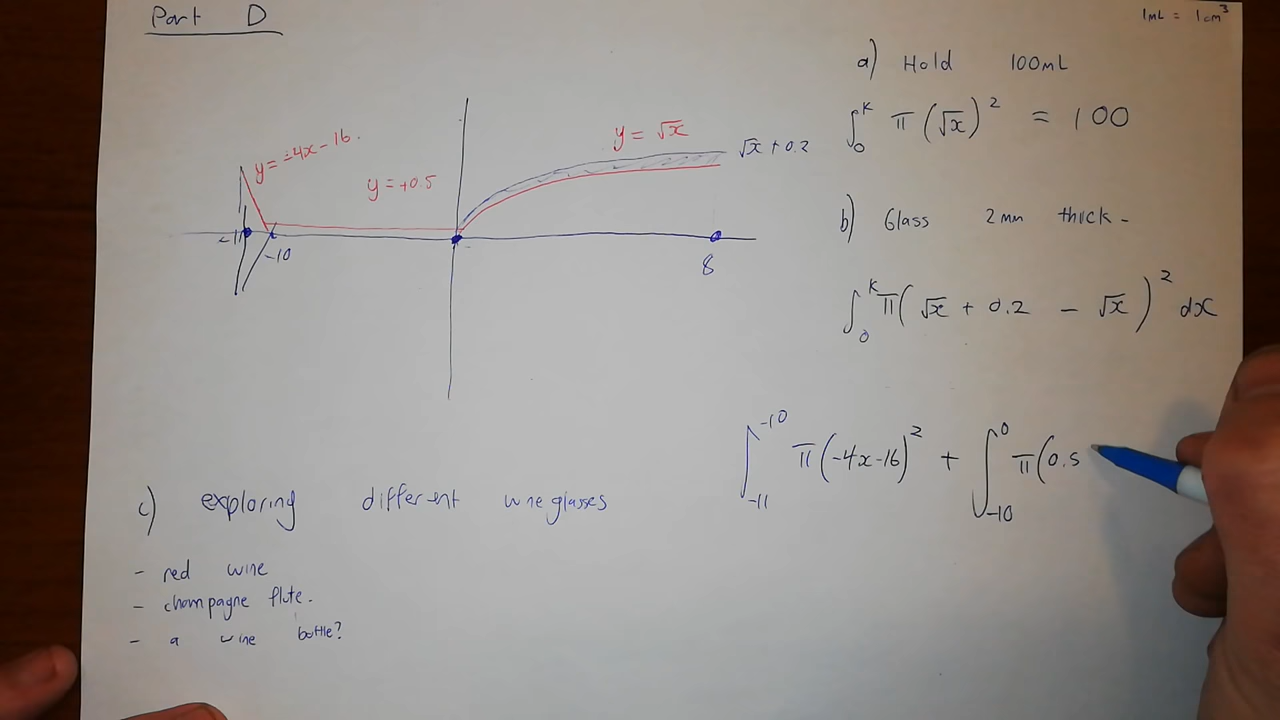 Part D
1mL = 1cm³
y = -4x - 16.
y = +0.5
y = √x
√x + 0.2
-11
-10
8
a) Hold 100mL
∫₀ᴷ π(√x)² = 100
b) Glass 2mm thick -
∫₀ᴷ π(√x + 0.2 - √x)² dx
∫₋₁₁⁻¹⁰ π(-4x-16)² + ∫₋₁₀⁰ π(0.5
c) exploring different wineglasses
- red wine
- champagne flute.
- a wine bottle?